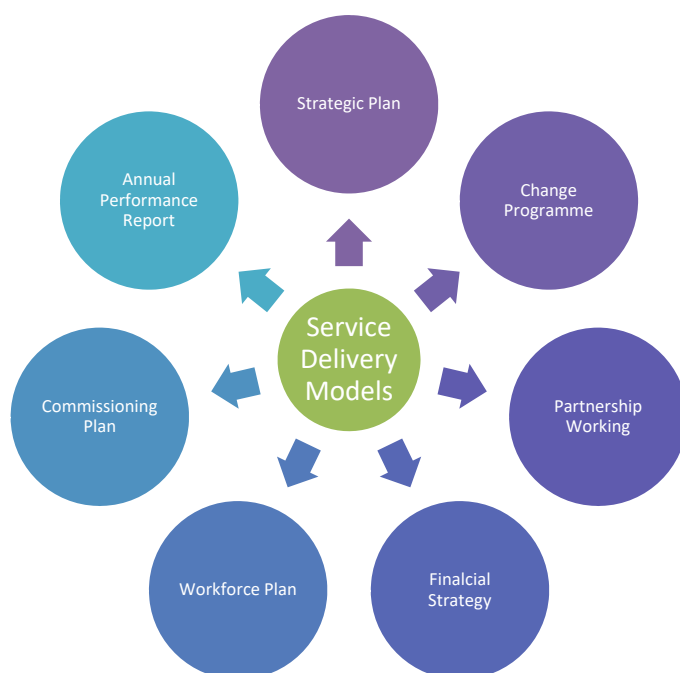 Strategic Plan
Change
Programme
Partnership
Working
Finalcial
Strategy
Workforce Plan
Commissioning
Plan
Annual
Performance
Report
Service
Delivery
Models